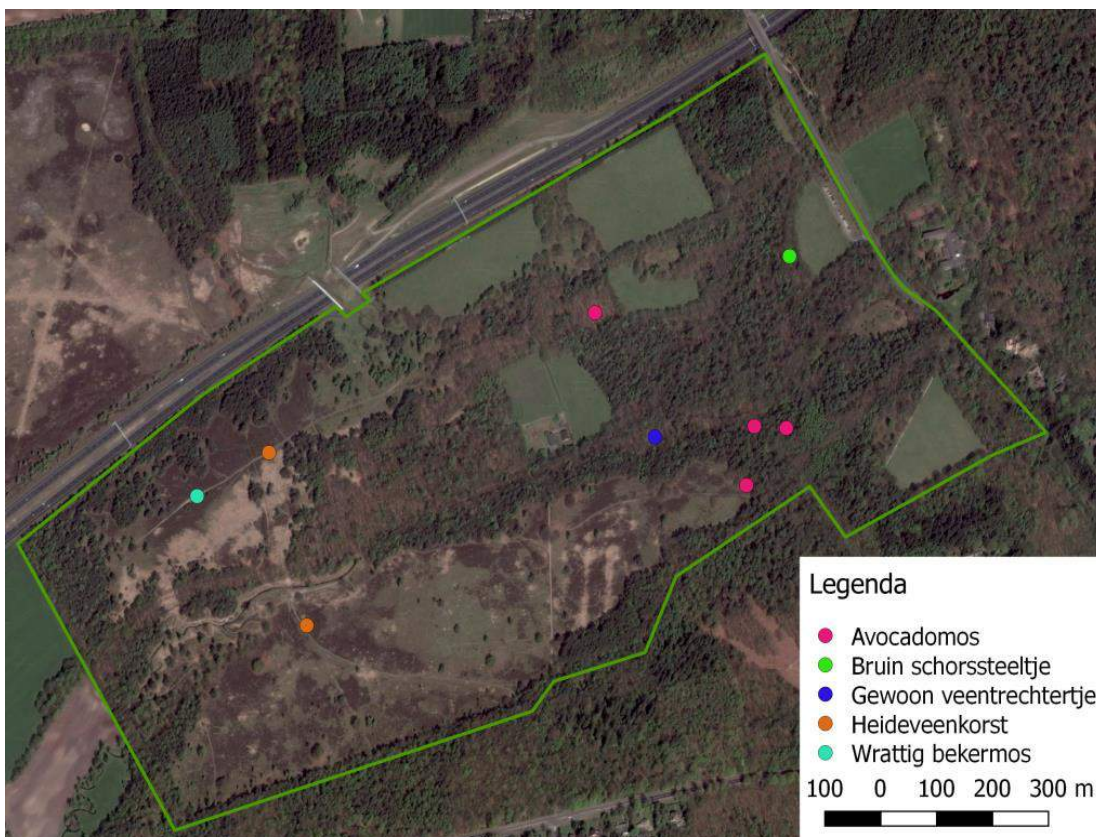 Legenda
Avocadomos
Bruin schorssteeltje
Gewoon veentrechtertje
Heideveenkorst
Wrattig bekermos
100 0 100 200 300 m